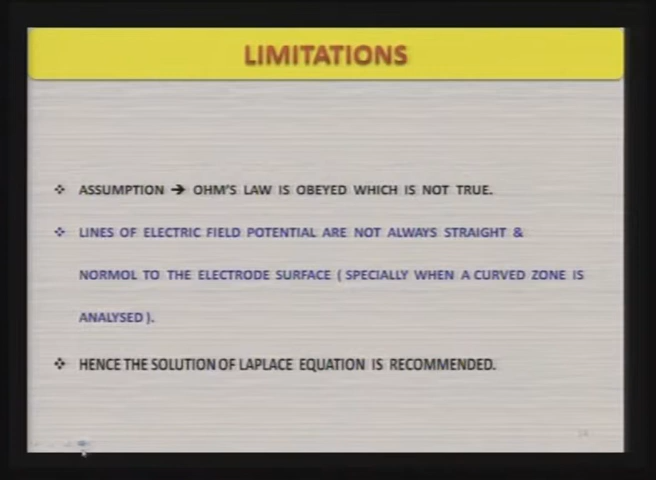 LIMITATIONS
❖ ASSUMPTION ➔ OHM'S LAW IS OBEYED WHICH IS NOT TRUE.
❖ LINES OF ELECTRIC FIELD POTENTIAL ARE NOT ALWAYS STRAIGHT &
NORMOL TO THE ELECTRODE SURFACE ( SPECIALLY WHEN A CURVED ZONE IS
ANALYSED ).
❖ HENCE THE SOLUTION OF LAPLACE EQUATION IS RECOMMENDED.